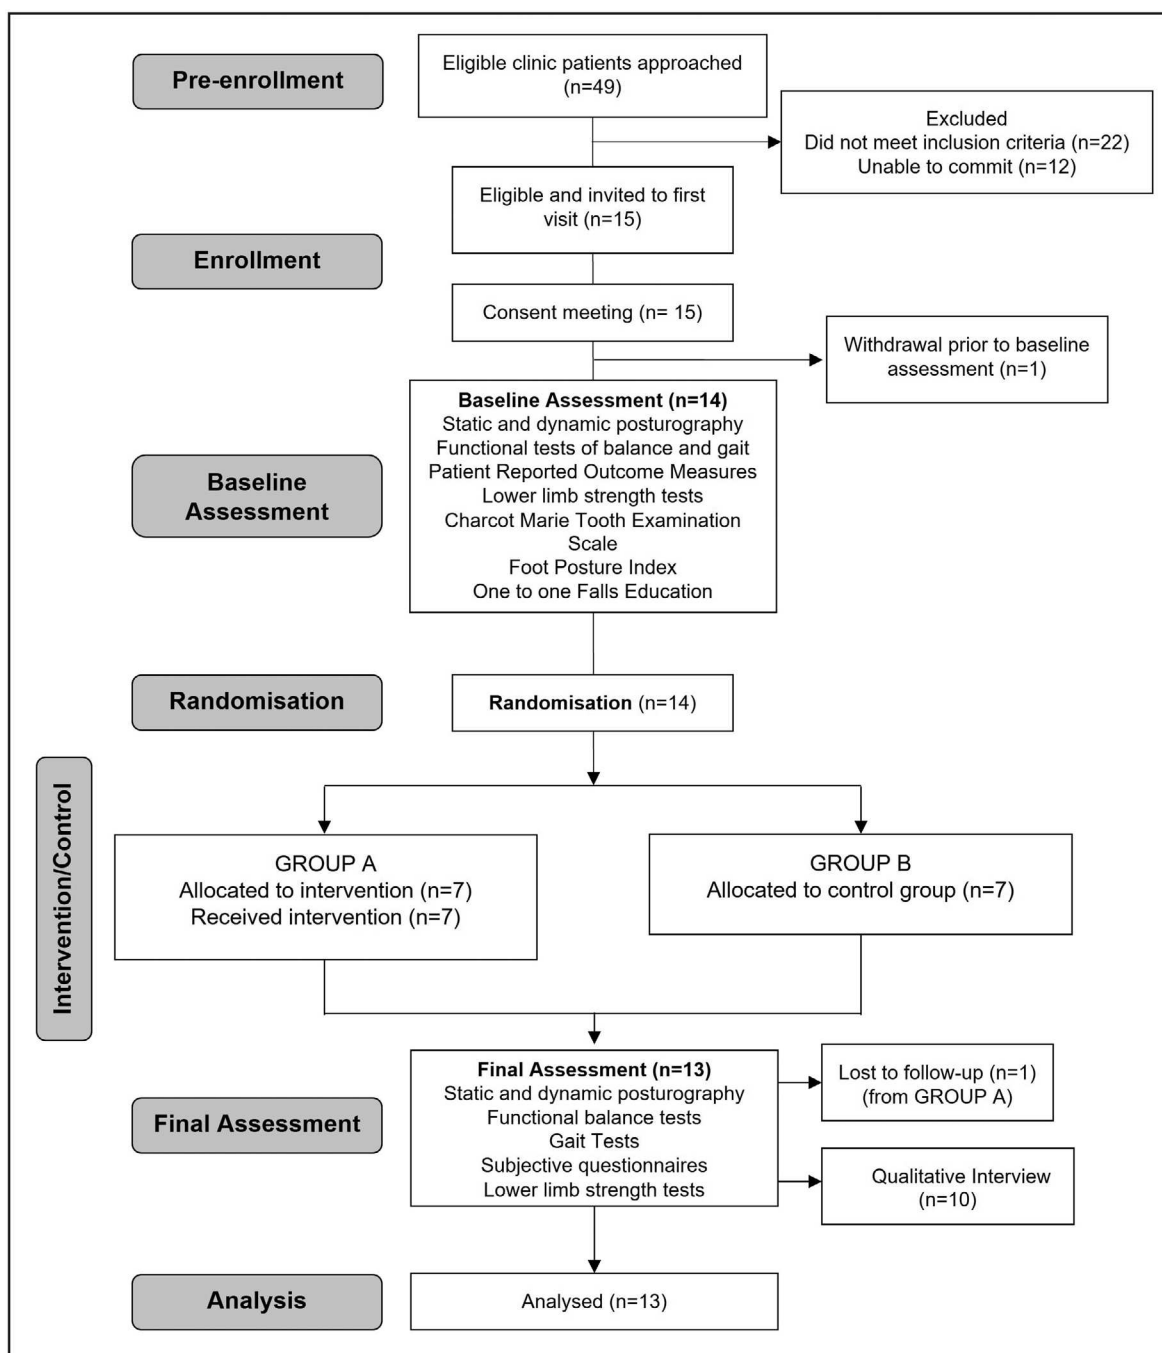 Pre-enrollment
Eligible clinic patients approached
(n=49)
Excluded
Did not meet inclusion criteria (n=22)
Unable to commit (n=12)
Eligible and invited to first
visit (n=15)
Enrollment
Consent meeting (n= 15)
Withdrawal prior to baseline
assessment (n=1)
Baseline
Assessment
Baseline Assessment (n=14)
Static and dynamic posturography
Functional tests of balance and gait
Patient Reported Outcome Measures
Lower limb strength tests
Charcot Marie Tooth Examination
Scale
Foot Posture Index
One to one Falls Education
Randomisation
Randomisation (n=14)
Intervention/Control
GROUP A
Allocated to intervention (n=7)
Received intervention (n=7)
GROUP B
Allocated to control group (n=7)
Final Assessment
Final Assessment (n=13)
Static and dynamic posturography
Functional balance tests
Gait Tests
Subjective questionnaires
Lower limb strength tests
Lost to follow-up (n=1)
(from GROUP A)
Qualitative Interview
(n=10)
Analysis
Analysed (n=13)